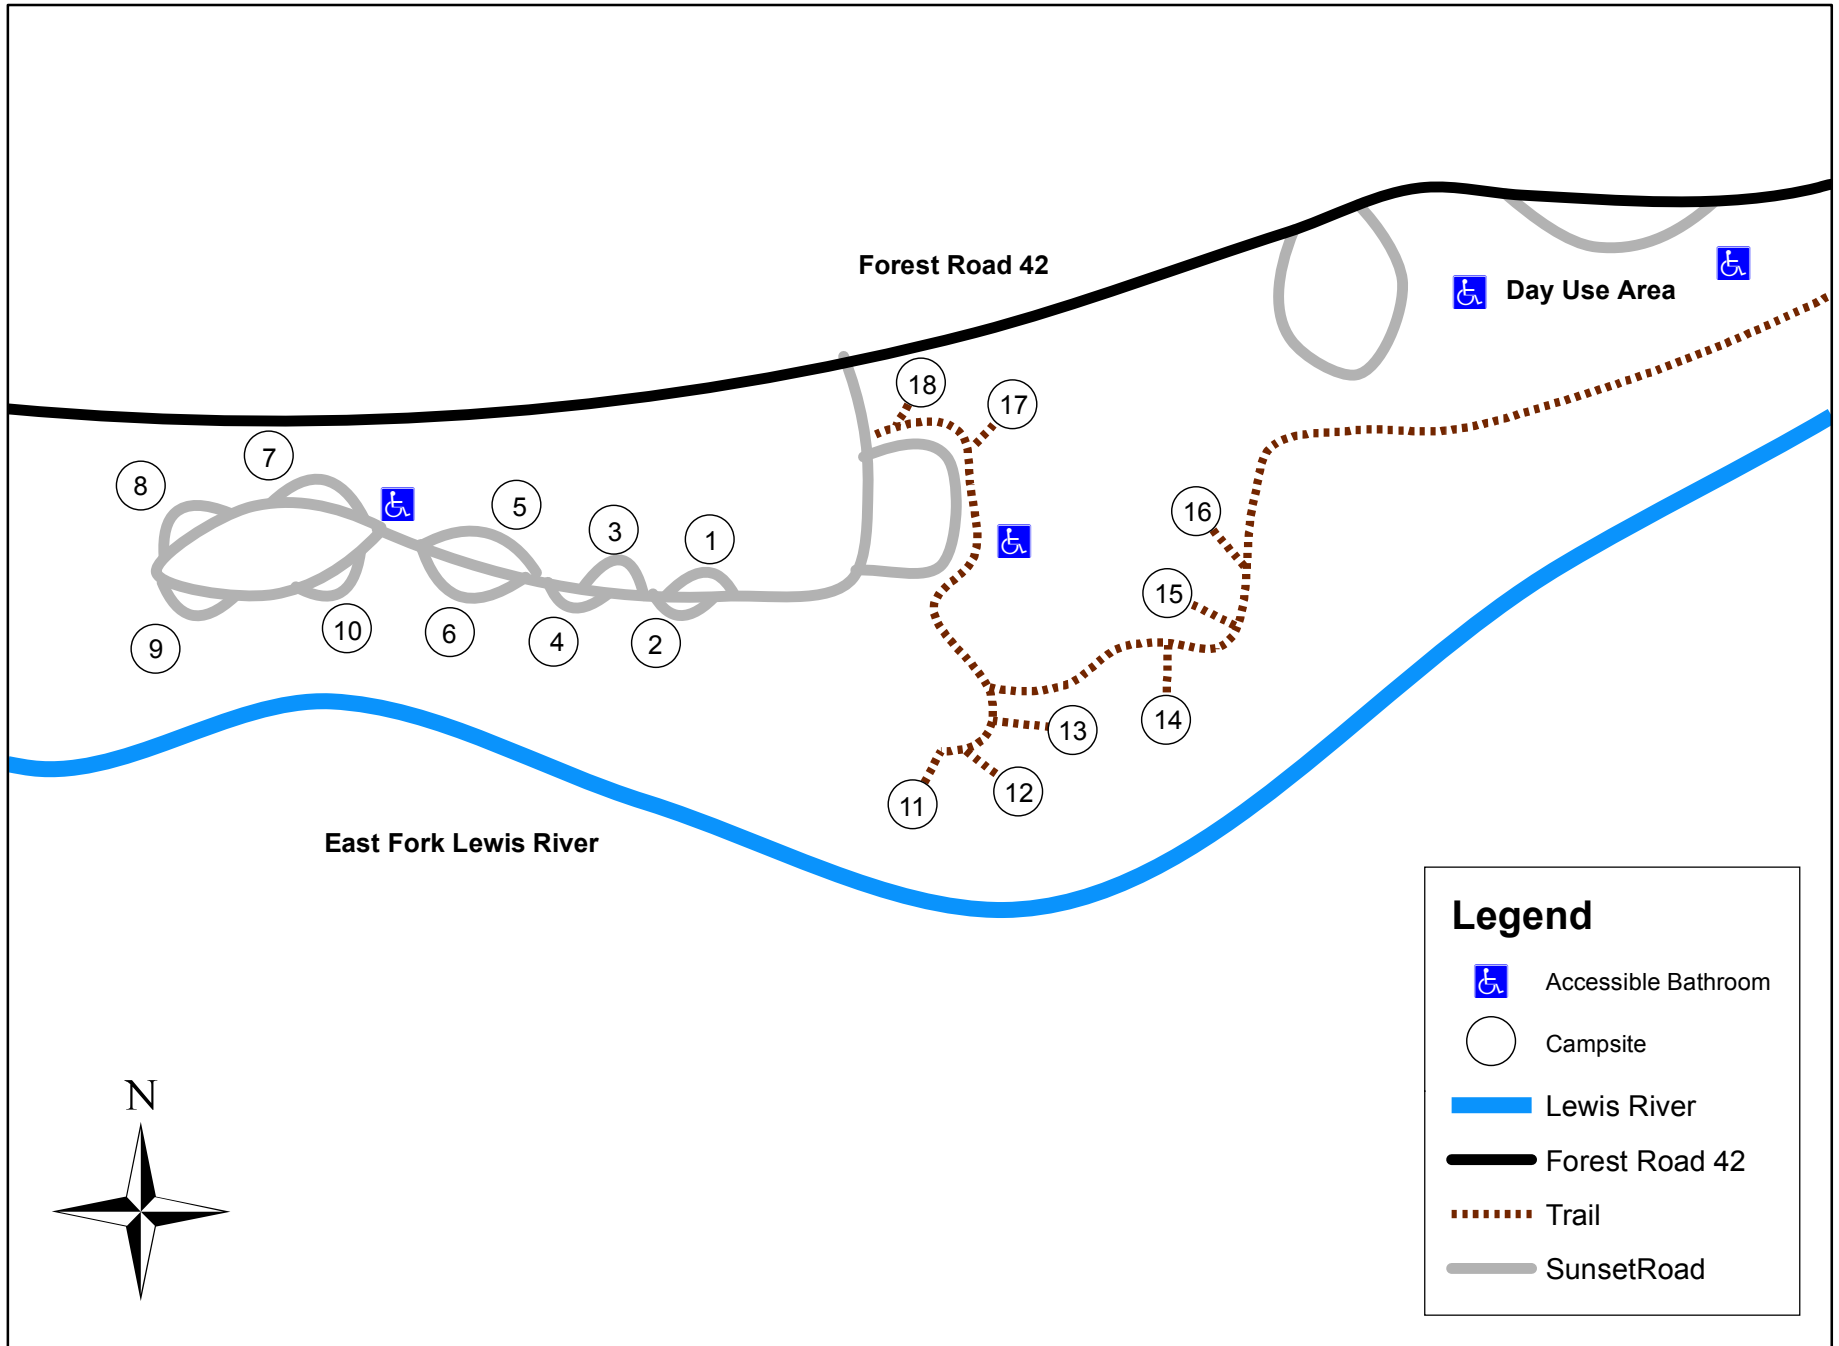 Forest Road 42
Day Use Area
18
17
7
8
5
3
1
16
15
10
6
4
2
9
14
13
12
11
East Fork Lewis River
Legend
Accessible Bathroom
Campsite
Lewis River
Forest Road 42
Trail
SunsetRoad
N